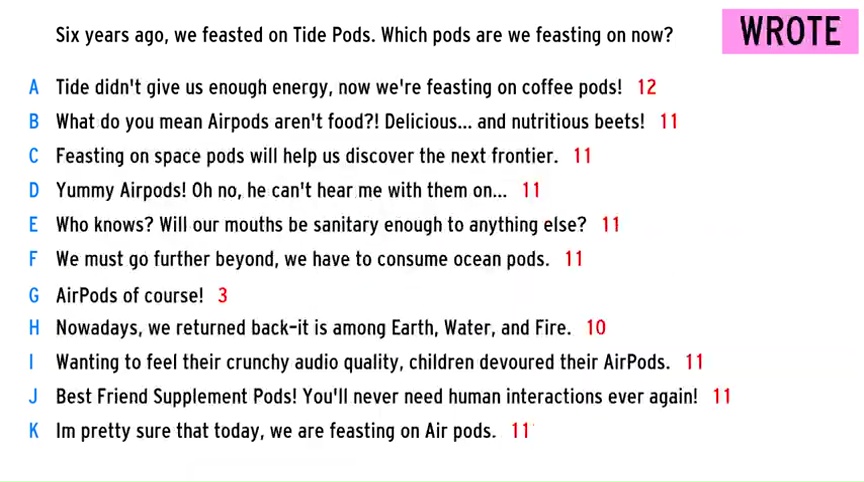 Six years ago, we feasted on Tide Pods. Which pods are we feasting on now?
WROTE
A Tide didn't give us enough energy, now we're feasting on coffee pods! 12
B What do you mean Airpods aren't food?! Delicious... and nutritious beets! 11
C Feasting on space pods will help us discover the next frontier. 11
D Yummy Airpods! Oh no, he can't hear me with them on... 11
E Who knows? Will our mouths be sanitary enough to anything else? 11
F We must go further beyond, we have to consume ocean pods. 11
G AirPods of course! 3
H Nowadays, we returned back-it is among Earth, Water, and Fire. 10
I Wanting to feel their crunchy audio quality, children devoured their AirPods. 11
J Best Friend Supplement Pods! You'll never need human interactions ever again! 11
K Im pretty sure that today, we are feasting on Air pods. 11